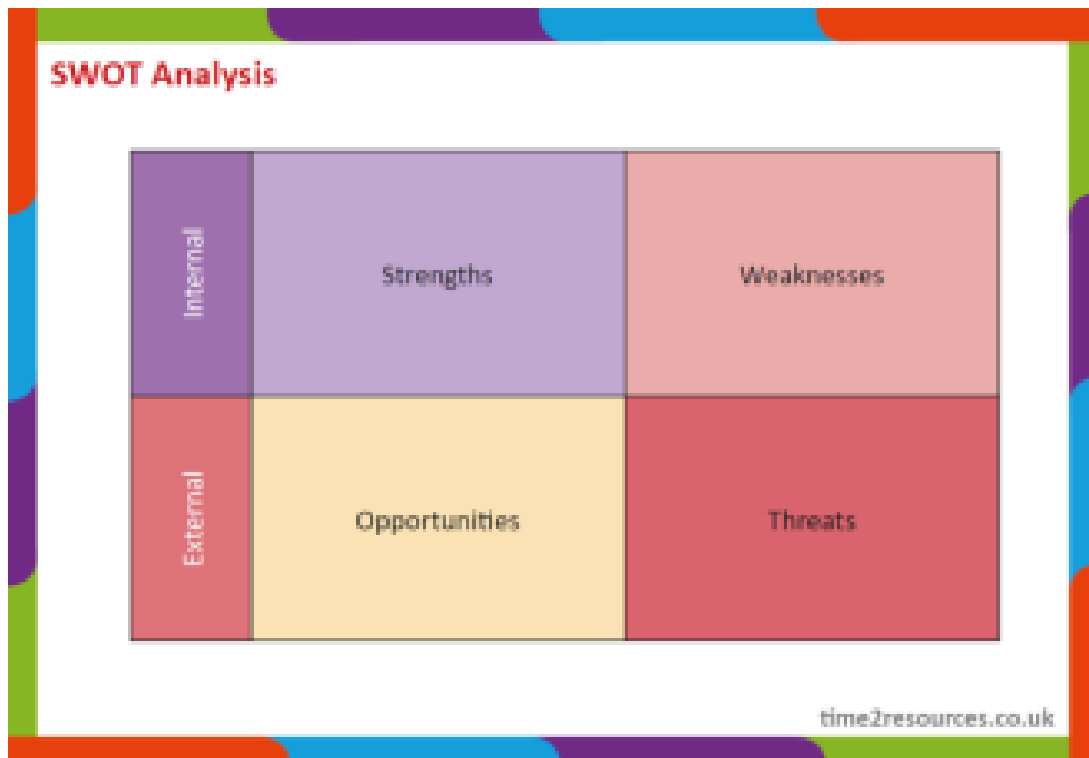 SWOT Analysis
Internal
Strengths
Weaknesses
External
Opportunities
Threats
time2resources.co.uk